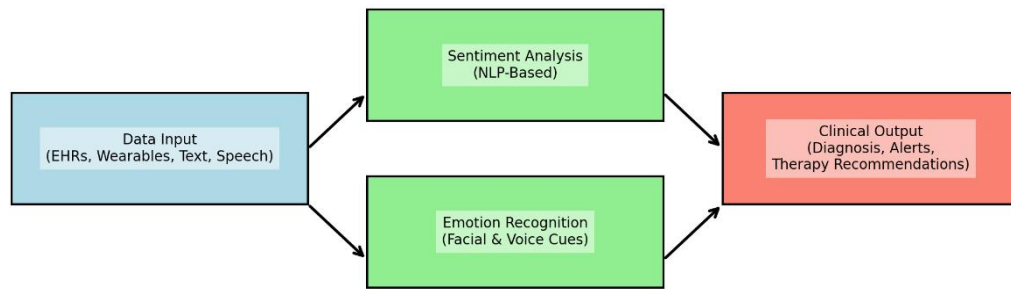 Data Input
(EHRs, Wearables, Text, Speech)
Sentiment Analysis
(NLP-Based)
Emotion Recognition
(Facial & Voice Cues)
Clinical Output
(Diagnosis, Alerts,
Therapy Recommendations)